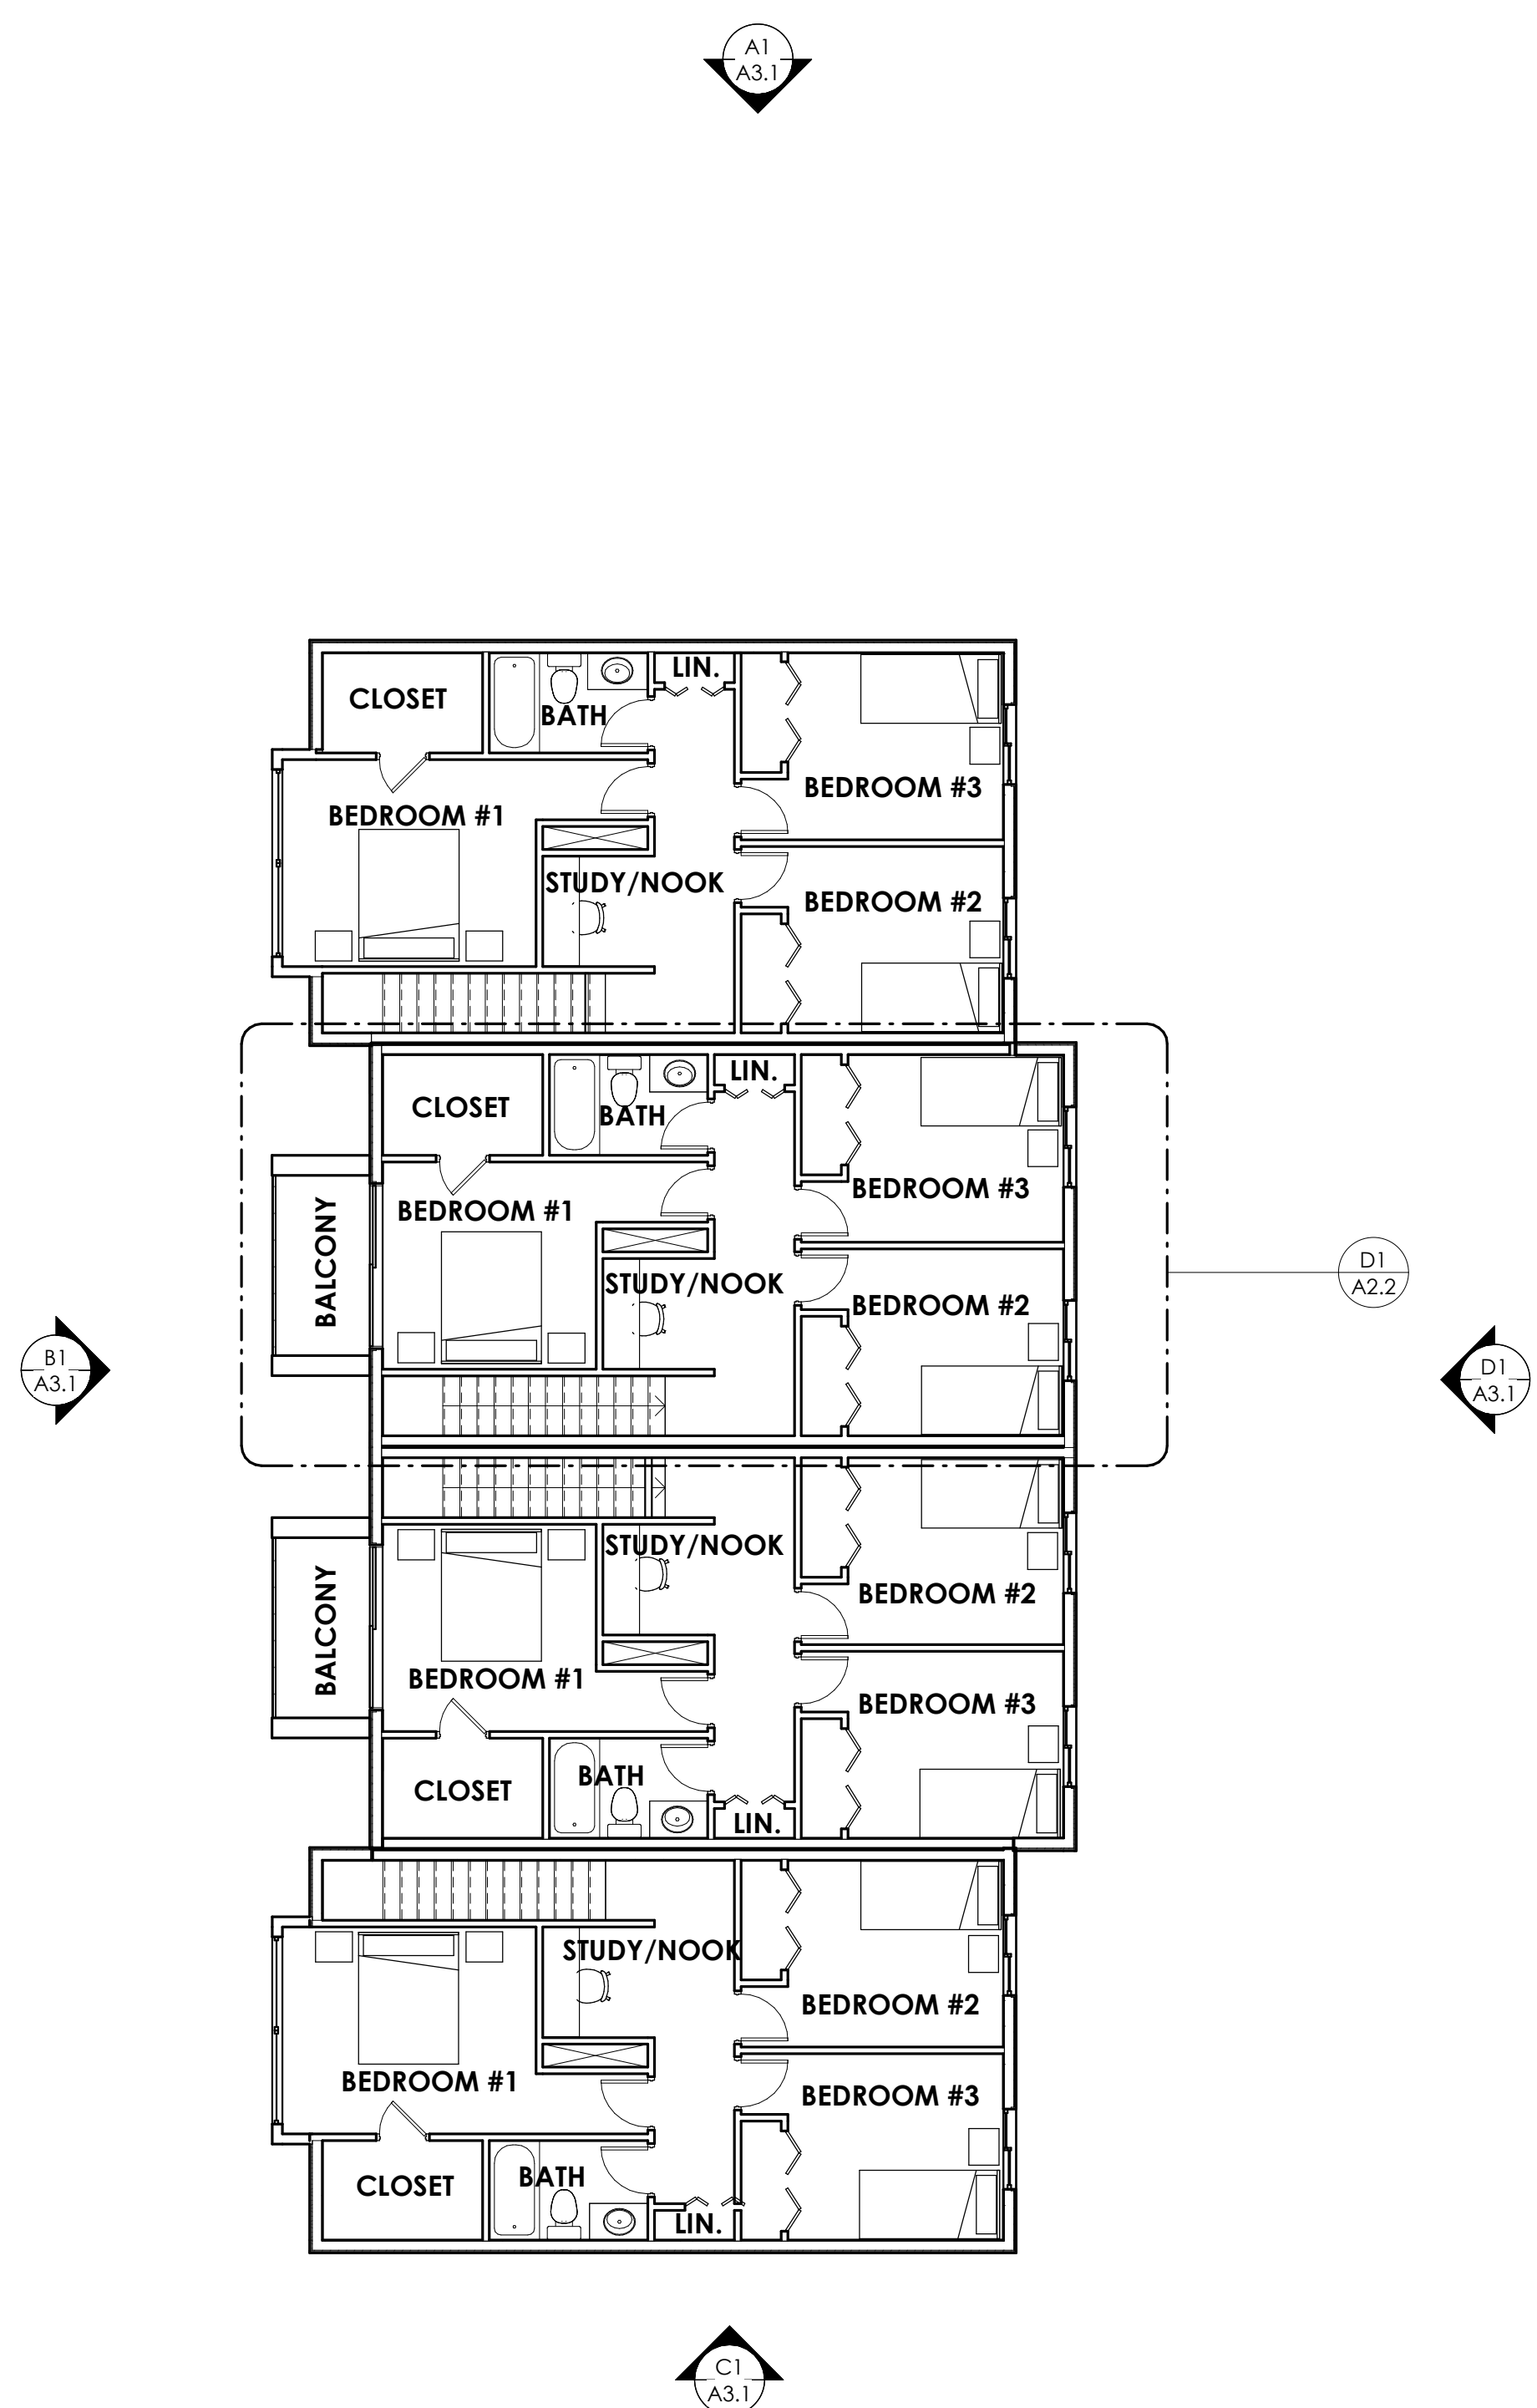 A1
A3.1
LIN.
CLOSET
BATH
BEDROOM #3
BEDROOM #1
STUDY/NOOK
BEDROOM #2
LIN.
CLOSET
BATH
BEDROOM #3
BEDROOM #1
BALCONY
STUDY/NOOK
BEDROOM #2
D1
A2.2
B1
A3.1
D1
A3.1
STUDY/NOOK
BEDROOM #2
BALCONY
BEDROOM #1
BEDROOM #3
BATH
CLOSET
LIN.
STUDY/NOOK
BEDROOM #2
BEDROOM #1
BEDROOM #3
BATH
CLOSET
LIN.
C1
A3.1